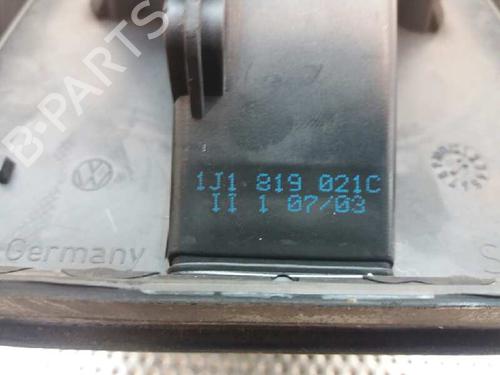 B-PARTS
1J1 819 021C
II 1 07/03
Germany